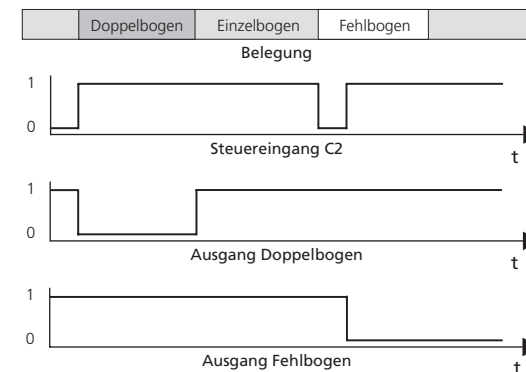 Doppelbogen Einzelbogen Fehlbogen
Belegung
1
0
Steuereingang C2
t
1
0
Ausgang Doppelbogen
t
1
0
Ausgang Fehlbogen
t